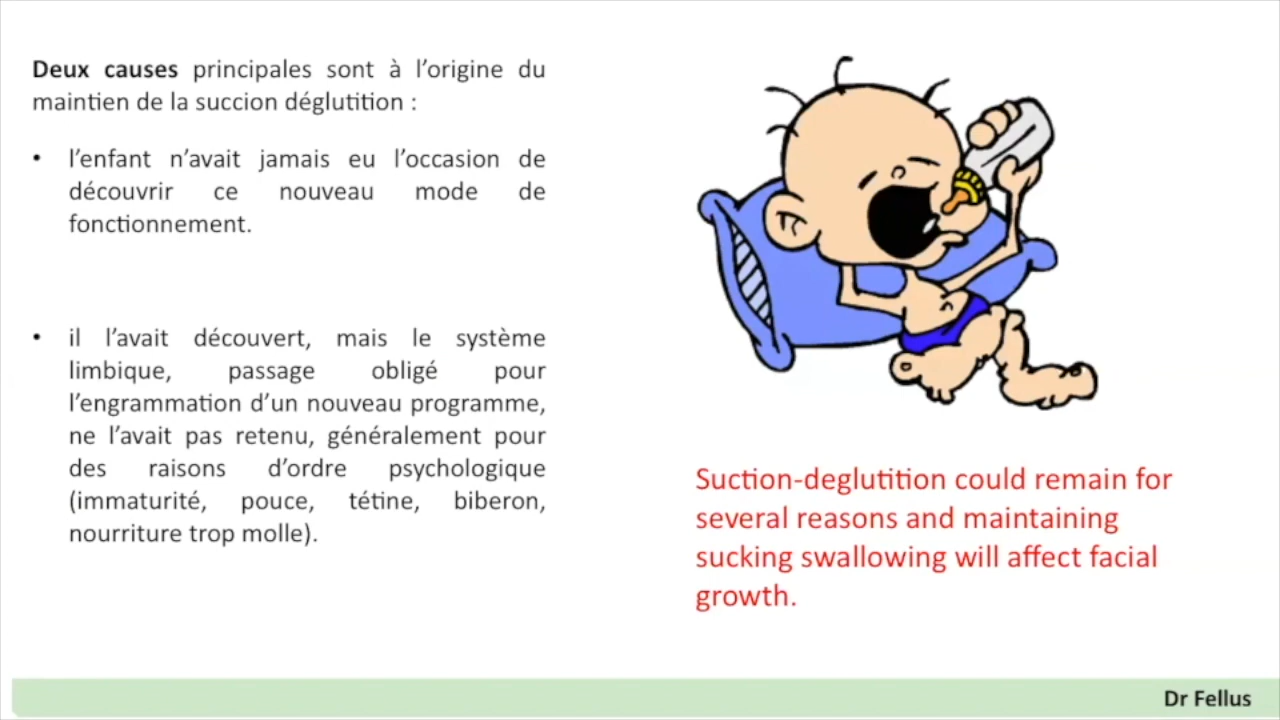 Deux causes principales sont à l’origine du
maintien de la succion déglutition :
• l’enfant n’avait jamais eu l’occasion de
découvrir ce nouveau mode de
fonctionnement.
• il l’avait découvert, mais le système
limbique, passage obligé pour
l’engrammation d’un nouveau programme,
ne l’avait pas retenu, généralement pour
des raisons d’ordre psychologique
(immaturité, pouce, tétine, biberon,
nourriture trop molle).
Suction-deglutition could remain for
several reasons and maintaining
sucking swallowing will affect facial
growth.
Dr Fellus